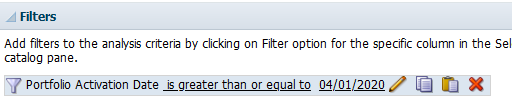 Filters
Add filters to the analysis criteria by clicking on Filter option for the specific column in the Sel
catalog pane.
Portfolio Activation Date is greater than or equal to 04/01/2020